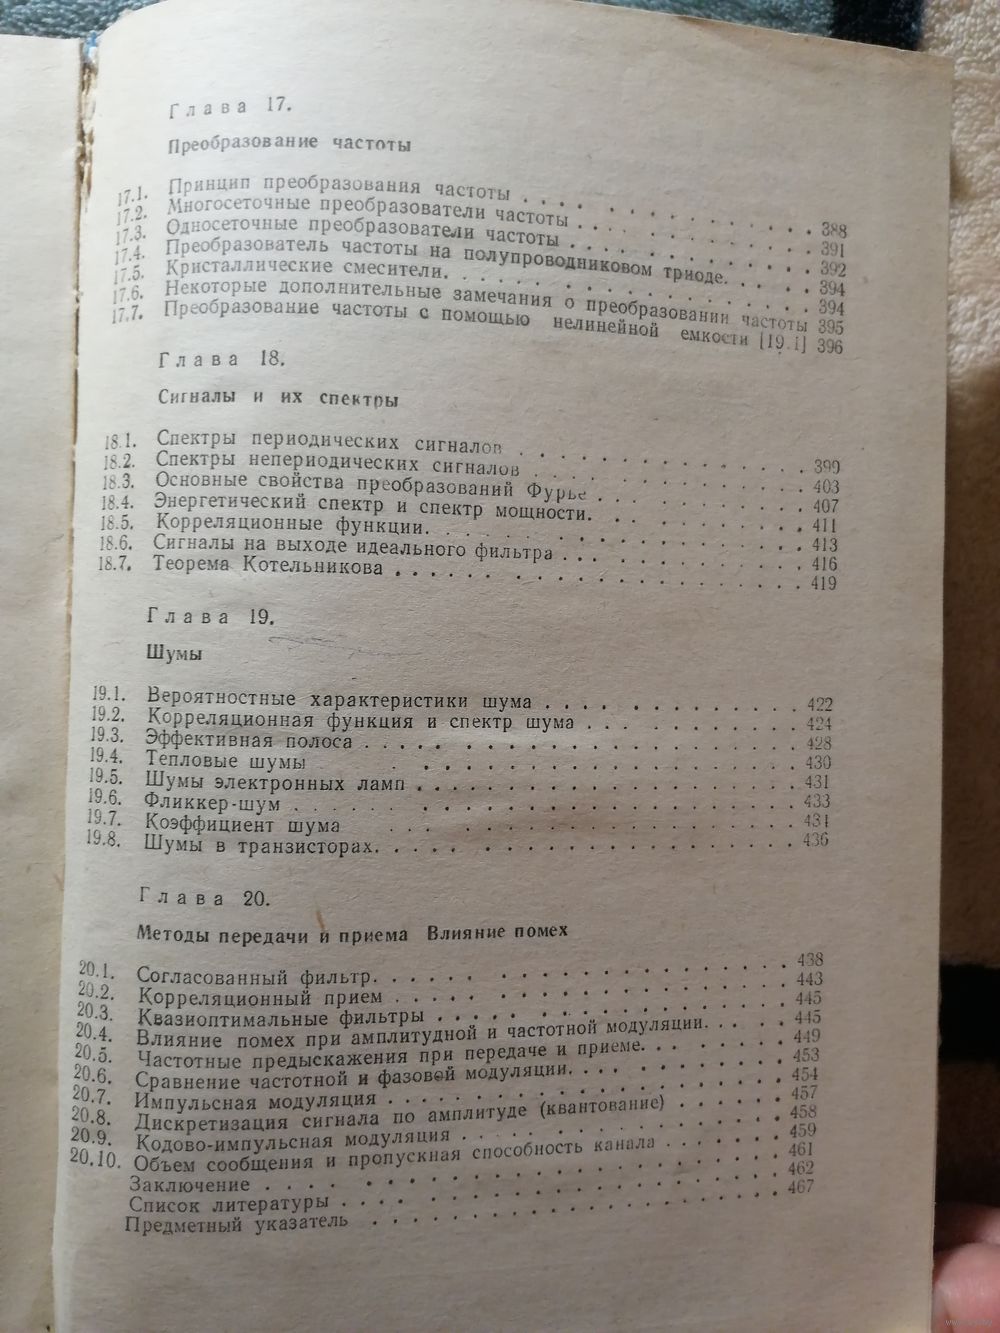 Глава 17.
Преобразование частоты
17.1. Принцип преобразования частоты . . . . . . . . . . . . . 388
17.2. Многосеточные преобразователи частоты . . . . . . . . . . 391
17.3. Односеточные преобразователи частоты . . . . . . . . . . 392
17.4. Преобразователь частоты на полупроводниковом триоде. . . . . 394
17.5. Кристаллические смесители. . . . . . . . . . . . . . . 394
17.6. Некоторые дополнительные замечания о преобразовании частоты 395
17.7. Преобразование частоты с помощью нелинейной емкости [19.1] 396
Глава 18.
Сигналы и их спектры
18.1. Спектры периодических сигналов . . . . . . . . . . . . . 399
18.2. Спектры непериодических сигналов . . . . . . . . . . . . 403
18.3. Основные свойства преобразований Фурье . . . . . . . . . . 407
18.4. Энергетический спектр и спектр мощности. . . . . . . . . . 411
18.5. Корреляционные функции. . . . . . . . . . . . . . . . 413
18.6. Сигналы на выходе идеального фильтра . . . . . . . . . . . 416
18.7. Теорема Котельникова . . . . . . . . . . . . . . . . . 419
Глава 19.
Шумы
19.1. Вероятностные характеристики шума . . . . . . . . . . . . 422
19.2. Корреляционная функция и спектр шума . . . . . . . . . . 424
19.3. Эффективная полоса . . . . . . . . . . . . . . . . . . 428
19.4. Тепловые шумы . . . . . . . . . . . . . . . . . 430
19.5. Шумы электронных ламп . . . . . . . . . . . . . . . . 431
19.6. Фликкер-шум . . . . . . . . . . . . . . . . . . . . 433
19.7. Коэффициент шума . . . . . . . . . . . . . . . . . . 434
19.8. Шумы в транзисторах. . . . . . . . . . . . . . . . . . 436
Глава 20.
Методы передачи и приема Влияние помех
20.1. Согласованный фильтр. . . . . . . . . . . . . . . . . . 438
20.2. Корреляционный прием . . . . . . . . . . . . . . . . . 443
20.3. Квазиоптимальные фильтры . . . . . . . . . . . . . . . 445
20.4. Влияние помех при амплитудной и частотной модуляции. . . . . 445
20.5. Частотные предыскажения при передаче и приеме. . . . . . . 449
20.6. Сравнение частотной и фазовой модуляции. . . . . . . . . . 453
20.7. Импульсная модуляция . . . . . . . . . . . . . . . . . 454
20.8. Дискретизация сигнала по амплитуде (квантование) . . . . . . 457
20.9. Кодово-импульсная модуляция . . . . . . . . . . . . . . 458
20.10. Объем сообщения и пропускная способность канала . . . . . . 459
Заключение . . . . . . . . . . . . . . . . . . . . . . 461
Список литературы . . . . . . . . . . . . . . . . . . . 462
Предметный указатель . . . . . . . . . . . . . . . . . . 467